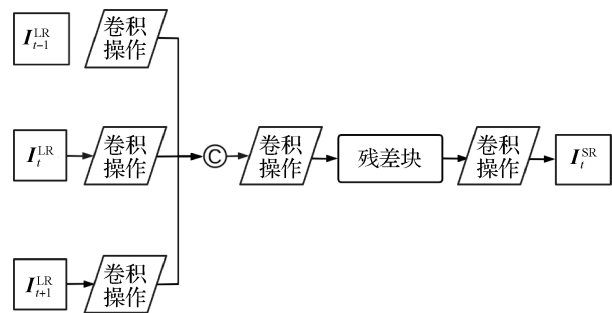 I_{t-1}^{LR}
卷积
操作
I_t^{LR}
卷积
操作
©
卷积
操作
残差块
卷积
操作
I_t^{SR}
I_{t+1}^{LR}
卷积
操作